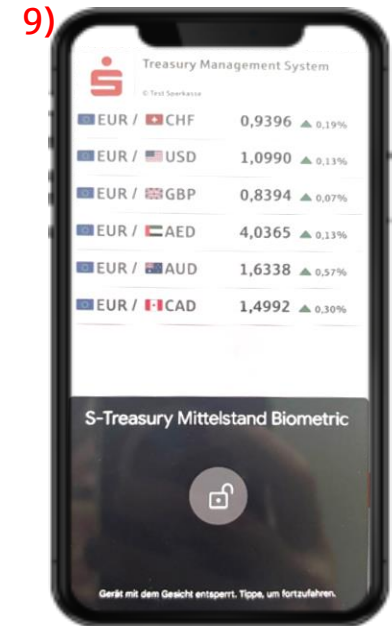 9)
Treasury Management System
© Test Sparkasse
EUR / CHF 0,9396 ▲ 0,19%
EUR / USD 1,0990 ▲ 0,13%
EUR / GBP 0,8394 ▲ 0,07%
EUR / AED 4,0365 ▲ 0,13%
EUR / AUD 1,6338 ▲ 0,57%
EUR / CAD 1,4992 ▲ 0,30%
S-Treasury Mittelstand Biometric
Gerät mit dem Gesicht entsperrt. Tippe, um fortzufahren.